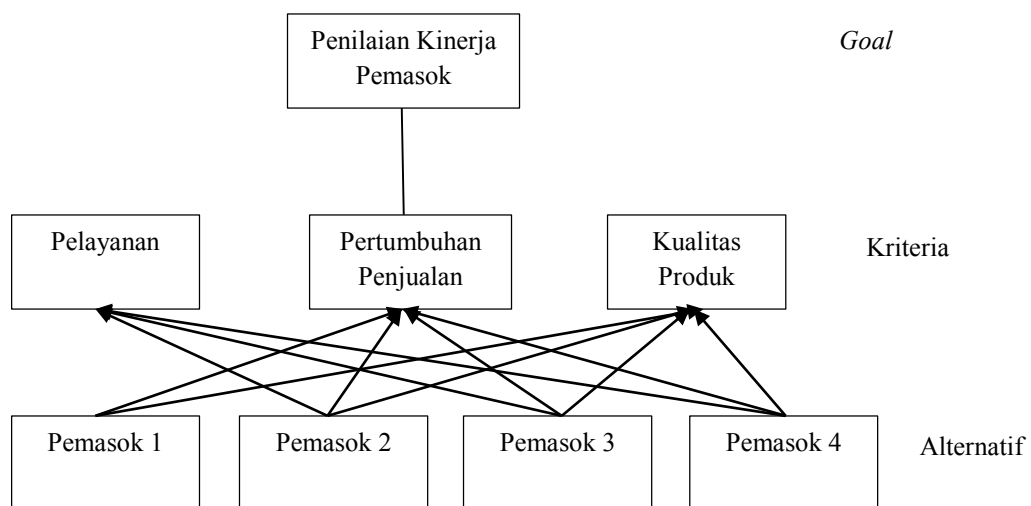 Penilaian Kinerja
Pemasok
Goal
Pelayanan
Pertumbuhan
Penjualan
Kualitas
Produk
Kriteria
Pemasok 1
Pemasok 2
Pemasok 3
Pemasok 4
Alternatif